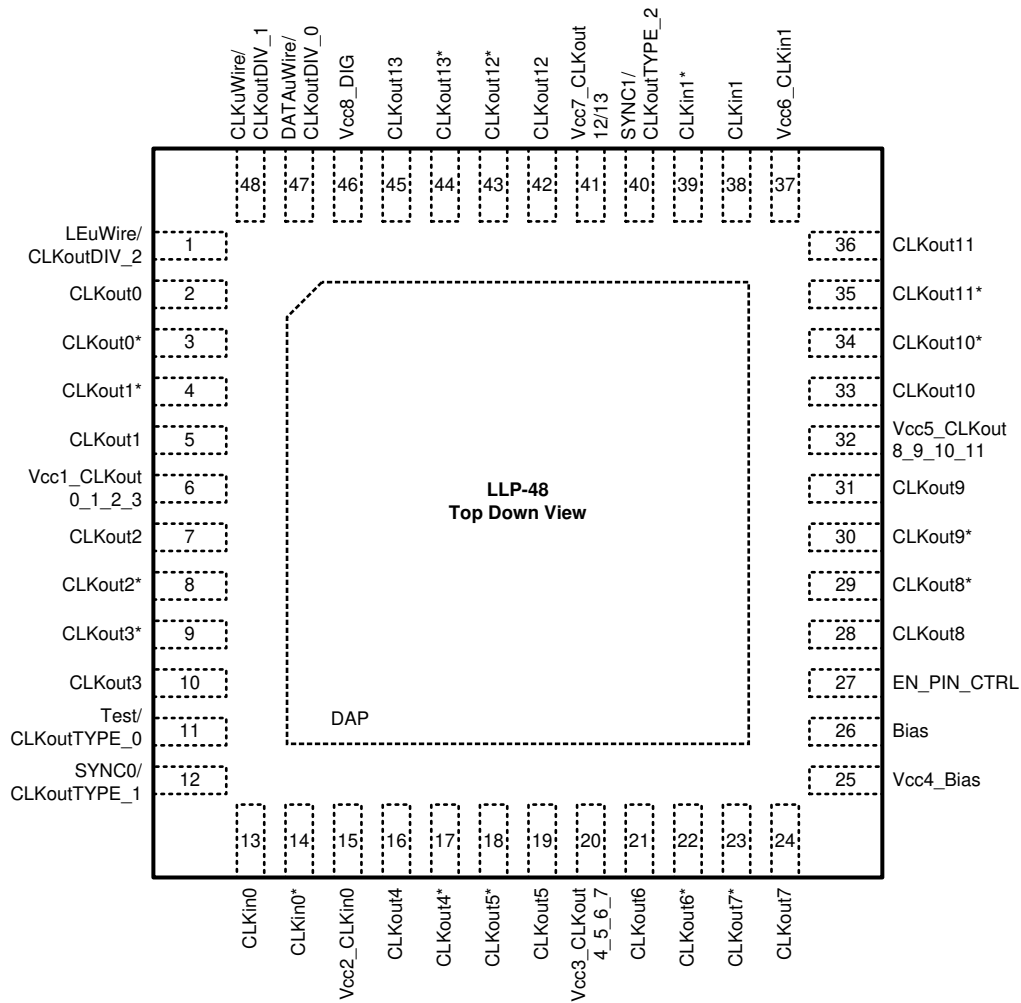 CLKuWire/
CLKoutDIV_1
DATAuWire/
CLKoutDIV_0
Vcc8_DIG
CLKout13
CLKout13*
CLKout12*
CLKout12
Vcc7_CLKout
12/13
SYNC1/
CLKoutTYPE_2
CLKin1*
CLKin1
Vcc6_CLKin1
48 47 46 45 44 43 42 41 40 39 38 37
LEuWire/
CLKoutDIV_2
1
CLKout0 2
CLKout0* 3
CLKout1* 4
CLKout1 5
Vcc1_CLKout
0_1_2_3
6
CLKout2 7
CLKout2* 8
CLKout3* 9
CLKout3 10
Test/
CLKoutTYPE_0
11
SYNC0/
CLKoutTYPE_1
12
LLP-48
Top Down View
DAP
36 CLKout11
35 CLKout11*
34 CLKout10*
33 CLKout10
32
Vcc5_CLKout
8_9_10_11
31 CLKout9
30 CLKout9*
29 CLKout8*
28 CLKout8
27 EN_PIN_CTRL
26 Bias
25 Vcc4_Bias
13 14 15 16 17 18 19 20 21 22 23 24
CLKin0
CLKin0*
Vcc2_CLKin0
CLKout4
CLKout4*
CLKout5*
CLKout5
Vcc3_CLKout
4_5_6_7
CLKout6
CLKout6*
CLKout7*
CLKout7